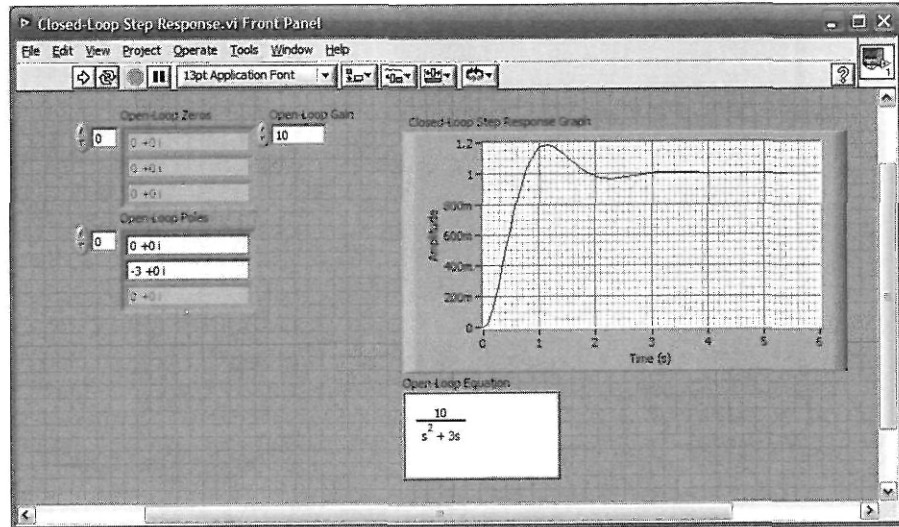 Closed-Loop Step Response.vi Front Panel
File Edit View Project Operate Tools Window Help
13pt Application Font
?
1
Open-Loop Zeros
0
0 +0 i
0 +0 i
0 +0 i
Open-Loop Gain
10
Open-Loop Poles
0
0 +0 i
-3 +0 i
0 +0 i
Closed-Loop Step Response Graph
1.2
1
800m
600m
400m
200m
0
Amplitude
0 1 2 3 4 5 6
Time (s)
Open-Loop Equation
10
s² + 3s